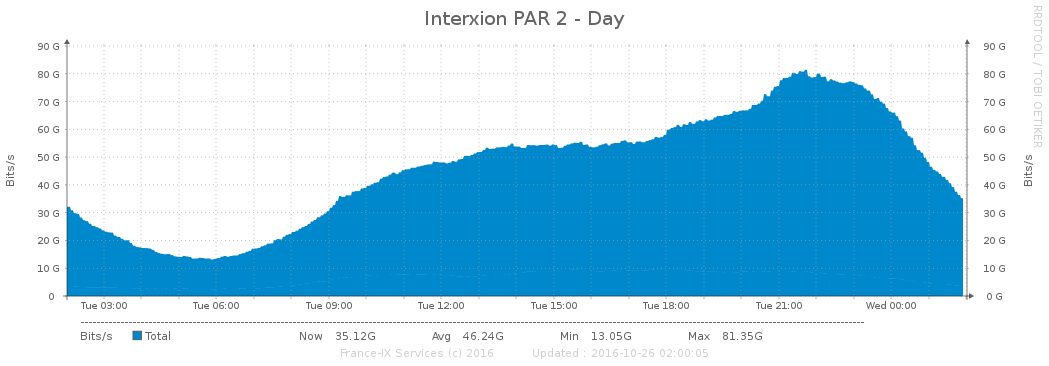 Interxion PAR 2 - Day
RRDTOOL / TOBI OETIKER
90 G 90 G
80 G 80 G
70 G 70 G
60 G 60 G
50 G 50 G
40 G 40 G
30 G 30 G
20 G 20 G
10 G 10 G
0 0 G
Bits/s Bits/s
Tue 03:00 Tue 06:00 Tue 09:00 Tue 12:00 Tue 15:00 Tue 18:00 Tue 21:00 Wed 00:00
Bits/s Total Now 35.12G Avg 46.24G Min 13.05G Max 81.35G
France-IX Services (c) 2016 Updated : 2016-10-26 02:00:05